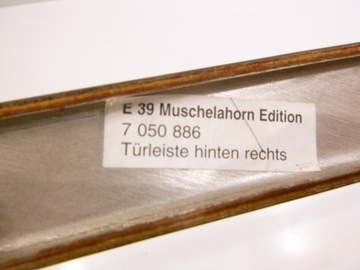 E 39 Muschelahorn Edition
7 050 886
Türleiste hinten rechts